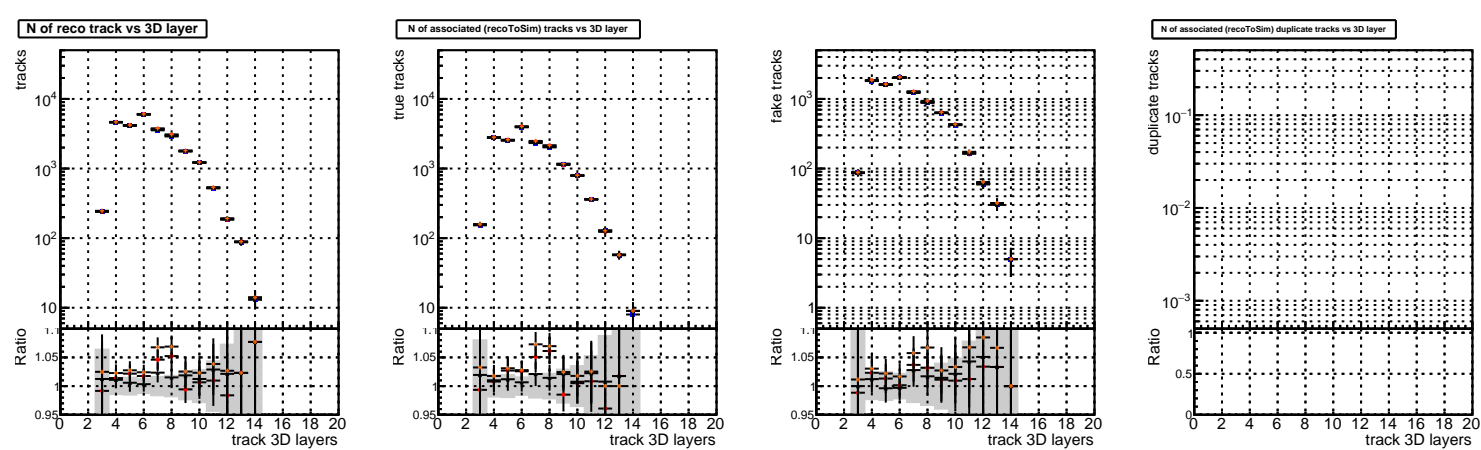 N of reco track vs 3D layer
tracks
10^4
10^3
10^2
10
Ratio
1.1
1.05
1
0.95
0 2 4 6 8 10 12 14 16 18 20
track 3D layers
N of associated (recoToSim) tracks vs 3D layer
true tracks
10^4
10^3
10^2
10
Ratio
1.1
1.05
1
0.95
0 2 4 6 8 10 12 14 16 18 20
track 3D layers
fake tracks
10^3
10^2
10
1
Ratio
1.1
1.05
1
0.95
0 2 4 6 8 10 12 14 16 18 20
track 3D layers
N of associated (recoToSim) duplicate tracks vs 3D layer
duplicate tracks
10^−1
10^−2
10^−3
Ratio
1
0.5
0
0 2 4 6 8 10 12 14 16 18 20
track 3D layers